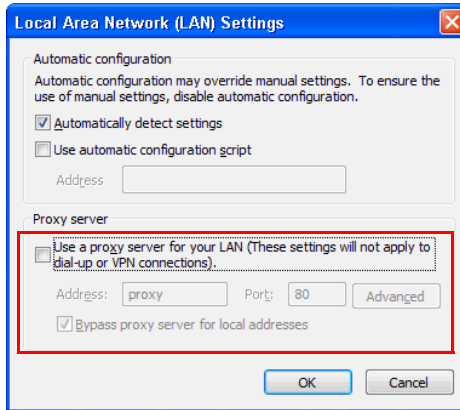 Local Area Network (LAN) Settings
Automatic configuration
Automatic configuration may override manual settings. To ensure the
use of manual settings, disable automatic configuration.
Automatically detect settings
Use automatic configuration script
Address
Proxy server
Use a proxy server for your LAN (These settings will not apply to
dial-up or VPN connections).
Address: proxy Port: 80 Advanced
Bypass proxy server for local addresses
OK Cancel